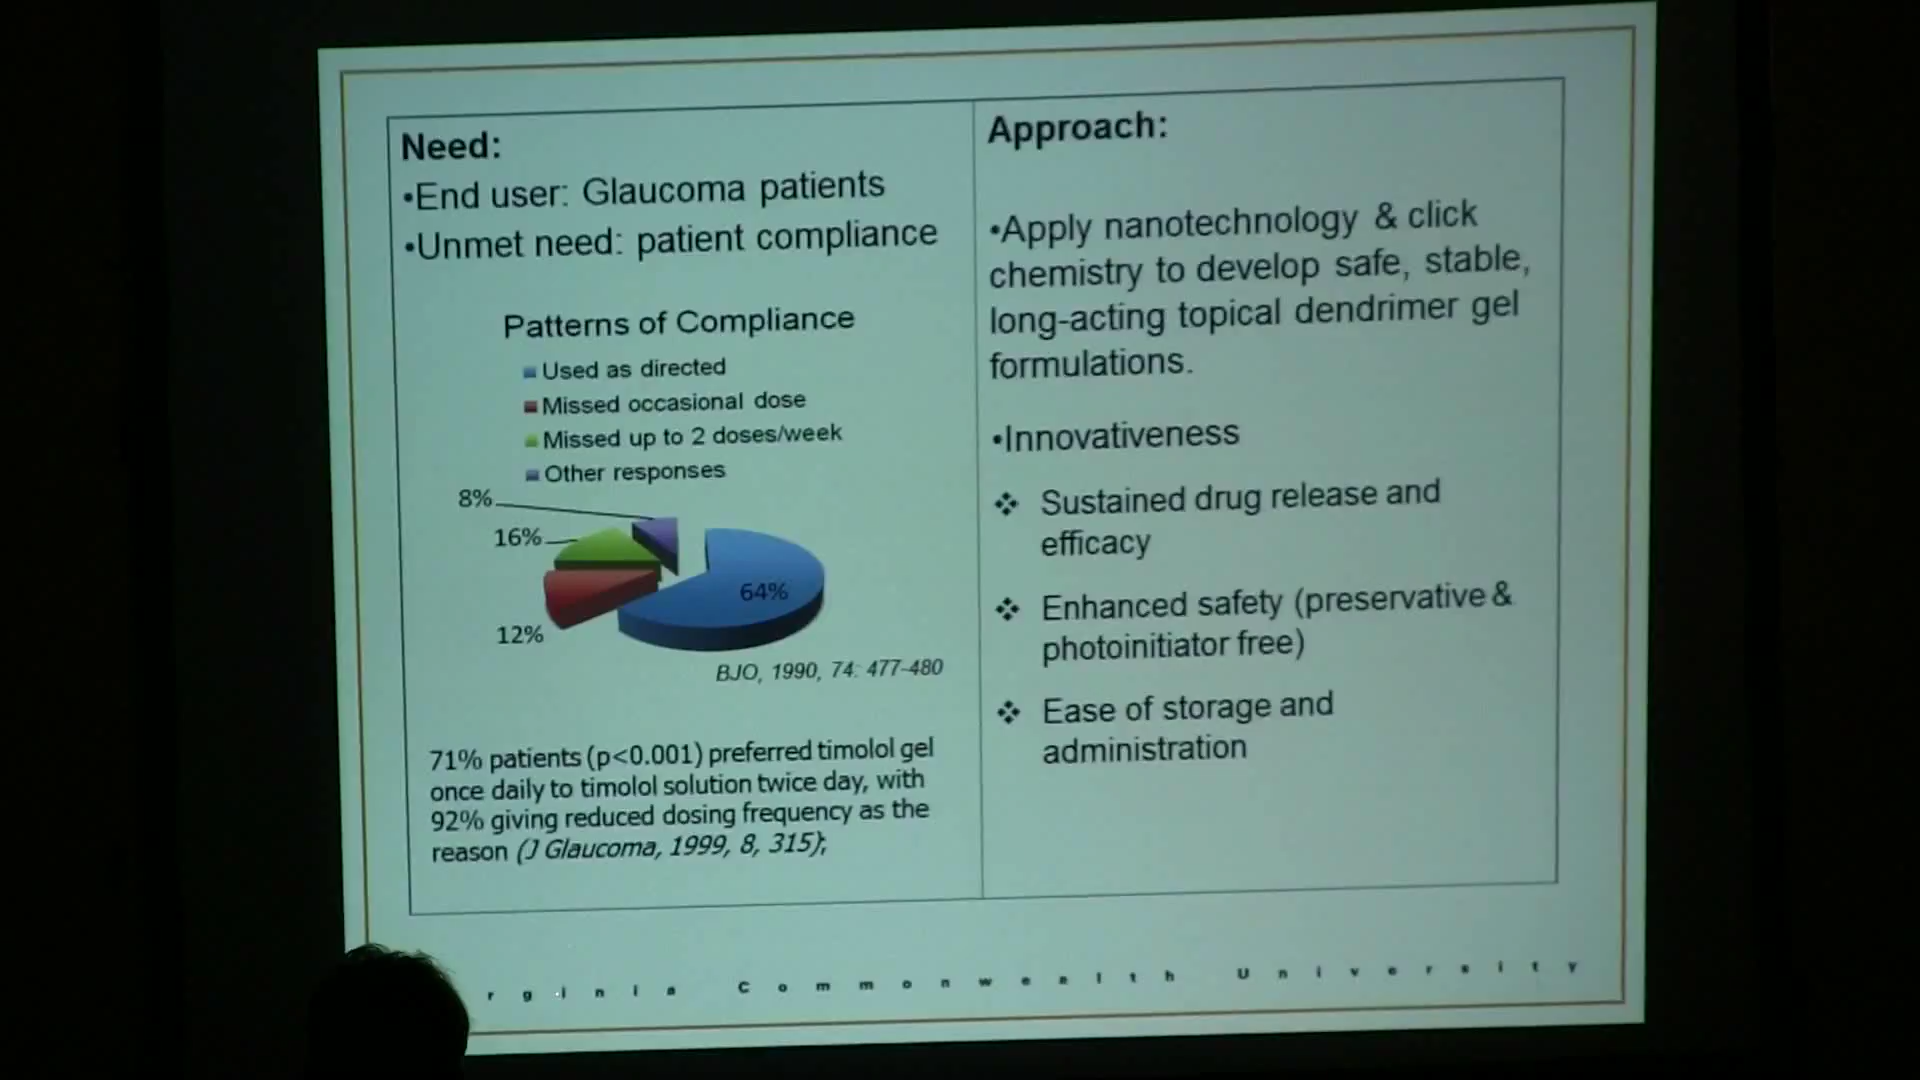 Need:
•End user: Glaucoma patients
•Unmet need: patient compliance
Patterns of Compliance
Used as directed
Missed occasional dose
Missed up to 2 doses/week
Other responses
8%
16%
64%
12%
BJO, 1990, 74: 477-480
71% patients (p<0.001) preferred timolol gel
once daily to timolol solution twice day, with
92% giving reduced dosing frequency as the
reason (J Glaucoma, 1999, 8, 315);
Approach:
•Apply nanotechnology & click
chemistry to develop safe, stable,
long-acting topical dendrimer gel
formulations.
•Innovativeness
❖ Sustained drug release and
efficacy
❖ Enhanced safety (preservative &
photoinitiator free)
❖ Ease of storage and
administration
rginia Commonwealth University